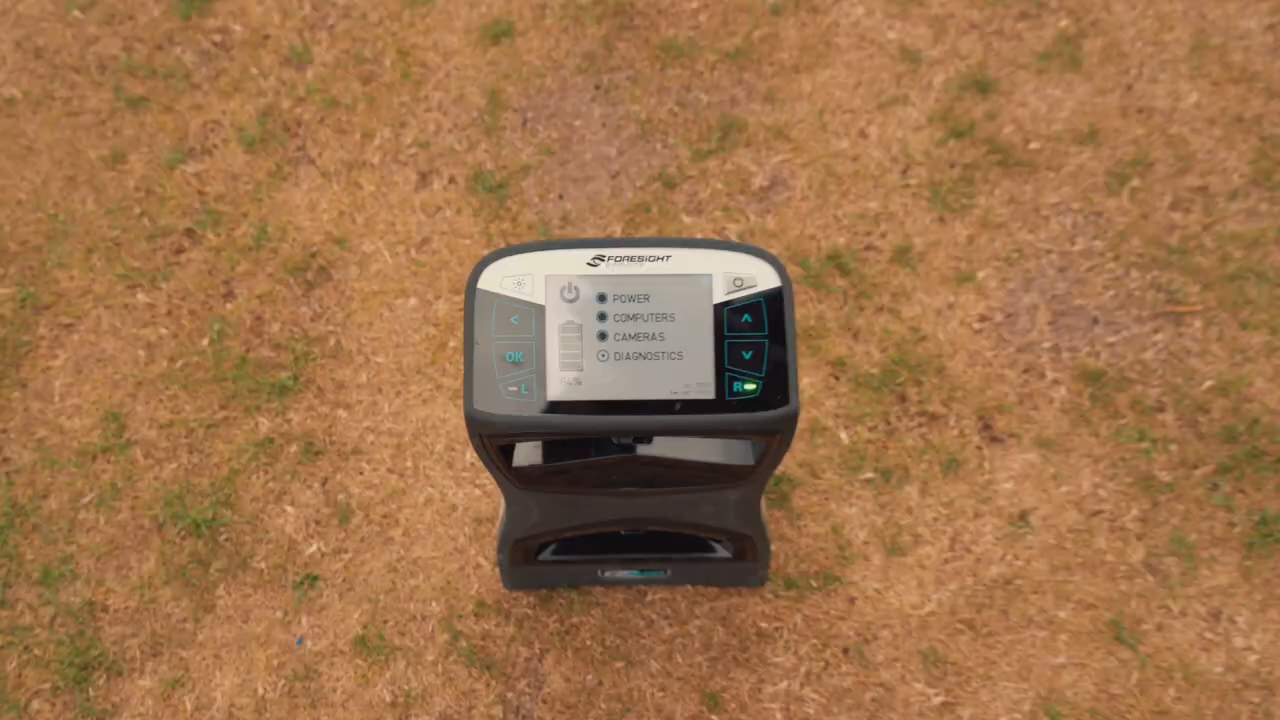 FORESIGHT
POWER
COMPUTERS
CAMERAS
DIAGNOSTICS
OK
L
R